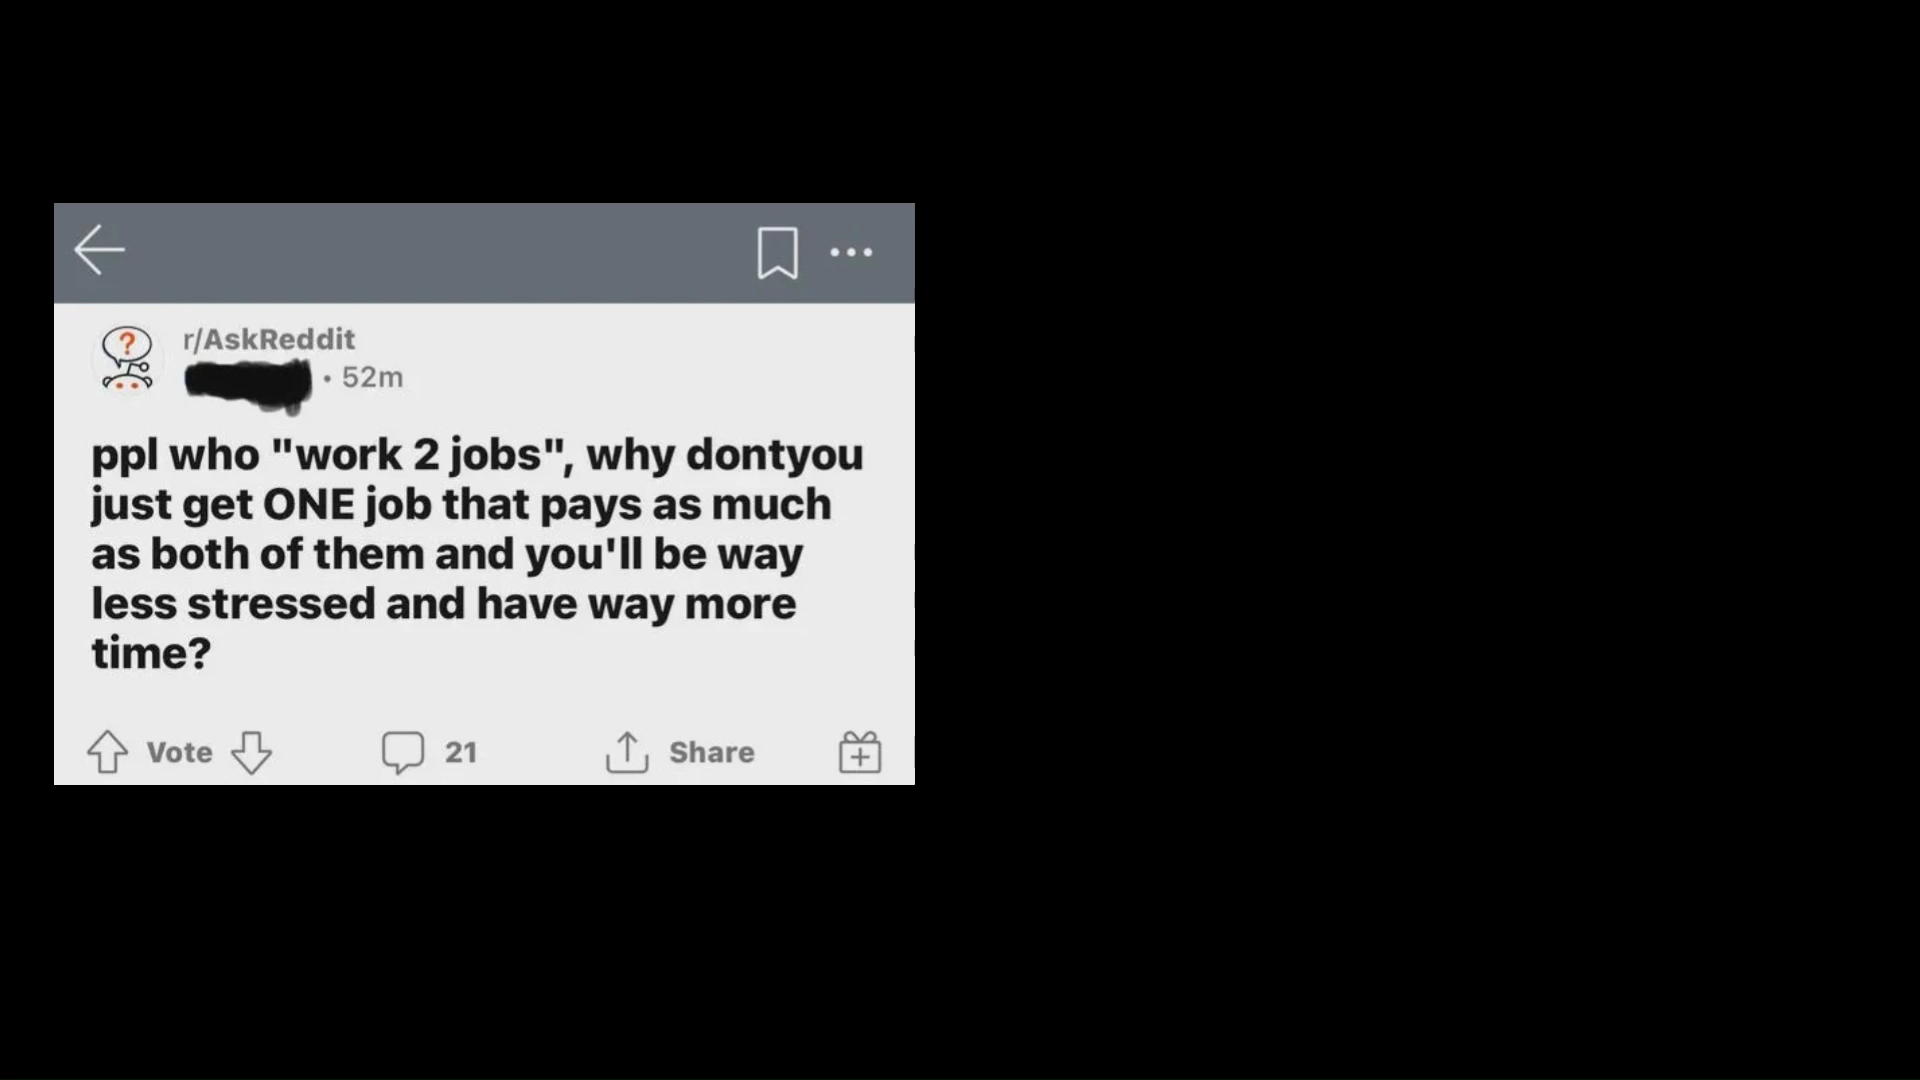 r/AskReddit
• 52m
ppl who "work 2 jobs", why dontyou
just get ONE job that pays as much
as both of them and you'll be way
less stressed and have way more
time?
Vote 21 Share